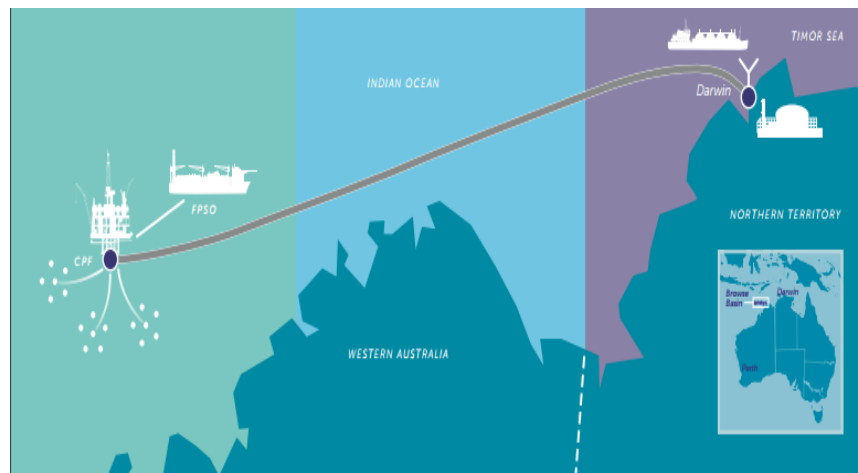 TIMOR SEA
INDIAN OCEAN
Darwin
FPSO
NORTHERN TERRITORY
CPF
WESTERN AUSTRALIA
Darwin
Browse
Basin
Perth